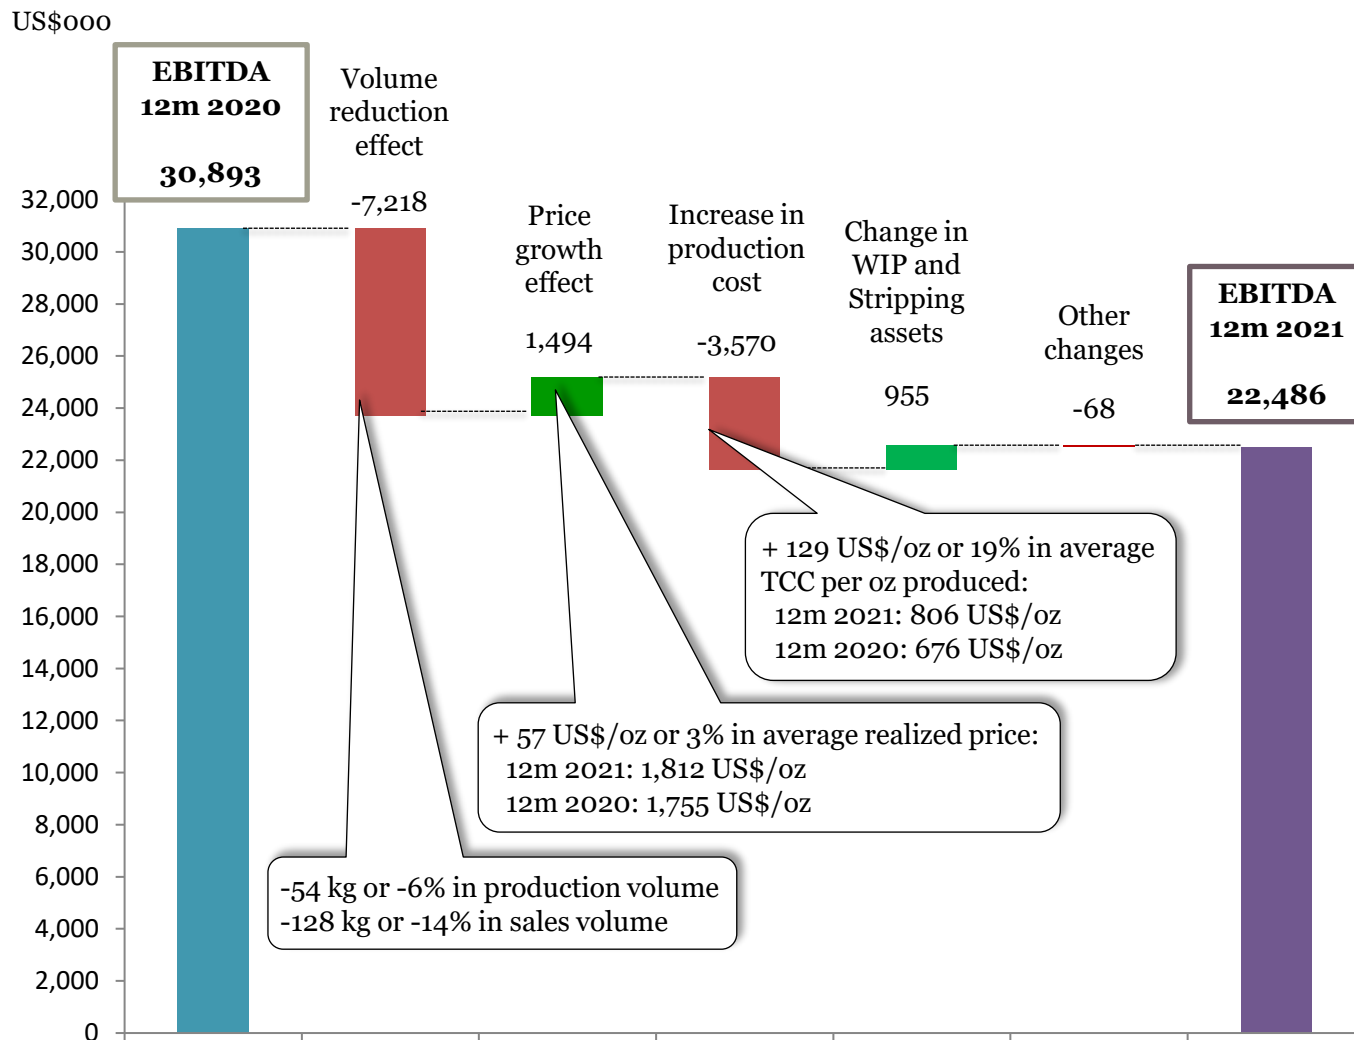 US$000
EBITDA
12m 2020
30,893
Volume
reduction
effect
-7,218
Price
growth
effect
1,494
Increase in
production
cost
-3,570
Change in
WIP and
Stripping
assets
955
Other
changes
-68
EBITDA
12m 2021
22,486
32,000
30,000
28,000
26,000
24,000
22,000
20,000
18,000
16,000
14,000
12,000
10,000
8,000
6,000
4,000
2,000
0
+ 129 US$/oz or 19% in average
TCC per oz produced:
12m 2021: 806 US$/oz
12m 2020: 676 US$/oz
+ 57 US$/oz or 3% in average realized price:
12m 2021: 1,812 US$/oz
12m 2020: 1,755 US$/oz
-54 kg or -6% in production volume
-128 kg or -14% in sales volume